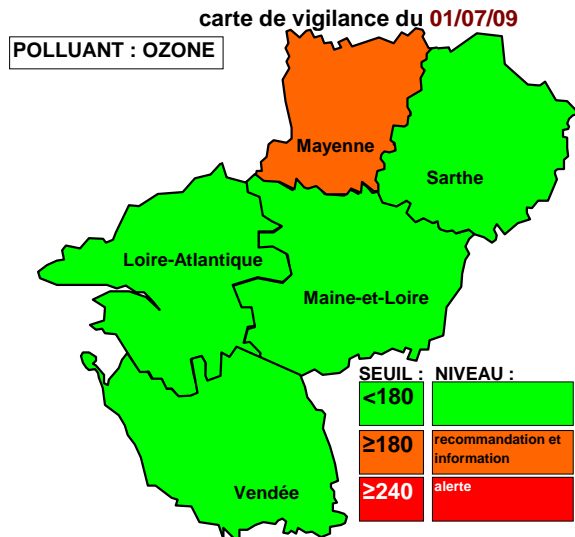 carte de vigilance du 01/07/09
POLLUANT : OZONE
Mayenne
Sarthe
Loire-Atlantique
Maine-et-Loire
Vendée
SEUIL : NIVEAU :
<180
≥180 recommandation et
information
≥240 alerte